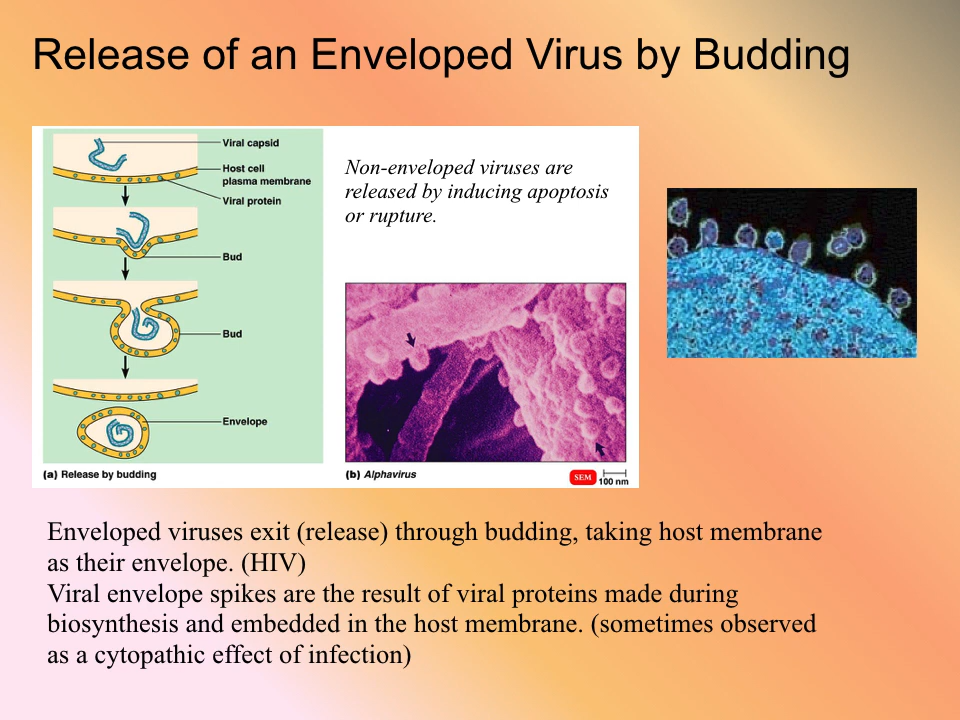 Release of an Enveloped Virus by Budding
Viral capsid
Host cell
plasma membrane
Viral protein
Bud
Bud
Envelope
(a) Release by budding
Non-enveloped viruses are
released by inducing apoptosis
or rupture.
(b) Alphavirus
SEM
100 nm
Enveloped viruses exit (release) through budding, taking host membrane
as their envelope. (HIV)
Viral envelope spikes are the result of viral proteins made during
biosynthesis and embedded in the host membrane. (sometimes observed
as a cytopathic effect of infection)